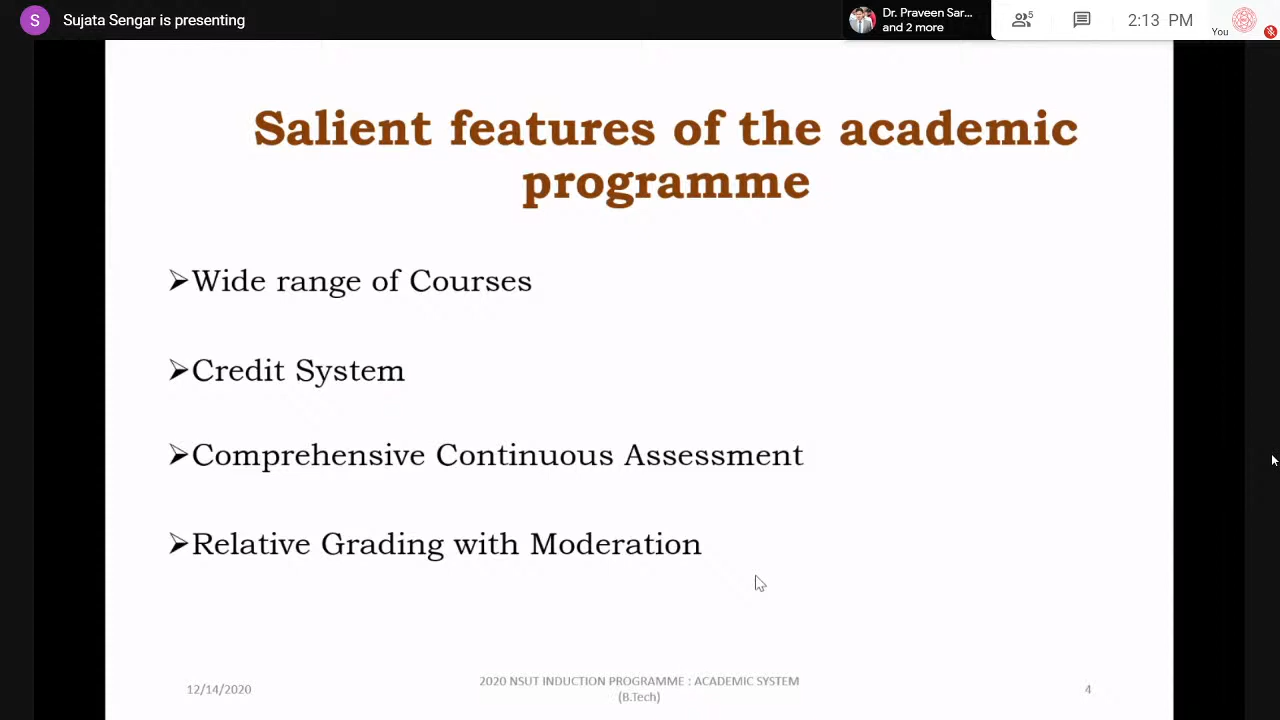 S
Sujata Sengar is presenting
Dr. Praveen Sar...
and 2 more
5
2:13 PM
You
Salient features of the academic
programme
➢Wide range of Courses
➢Credit System
➢Comprehensive Continuous Assessment
➢Relative Grading with Moderation
12/14/2020
2020 NSUT INDUCTION PROGRAMME : ACADEMIC SYSTEM
(B.Tech)
4